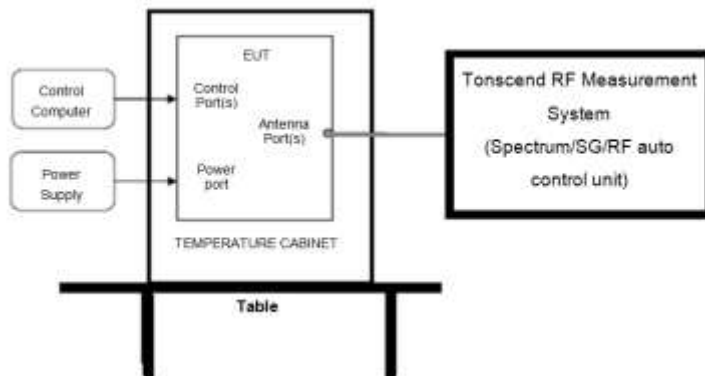 EUT
Control
Computer
Control
Port(s)
Antenna
Port(s)
Power
Supply
Power
port
TEMPERATURE CABINET
Table
Tonscend RF Measurement
System
(Spectrum/SG/RF auto
control unit)